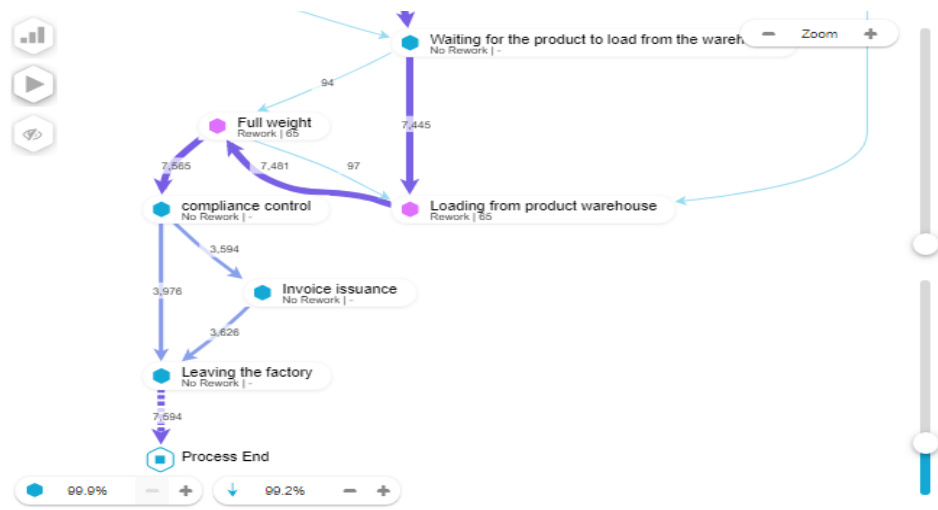 Waiting for the product to load from the wareh
No Rework | -
Zoom
94
Full weight
Rework | 65
7,445
7,565
7,481
97
compliance control
No Rework | -
Loading from product warehouse
Rework | 65
3,594
3,976
Invoice issuance
No Rework | -
3,626
Leaving the factory
No Rework | -
7,594
Process End
99.9%
99.2%